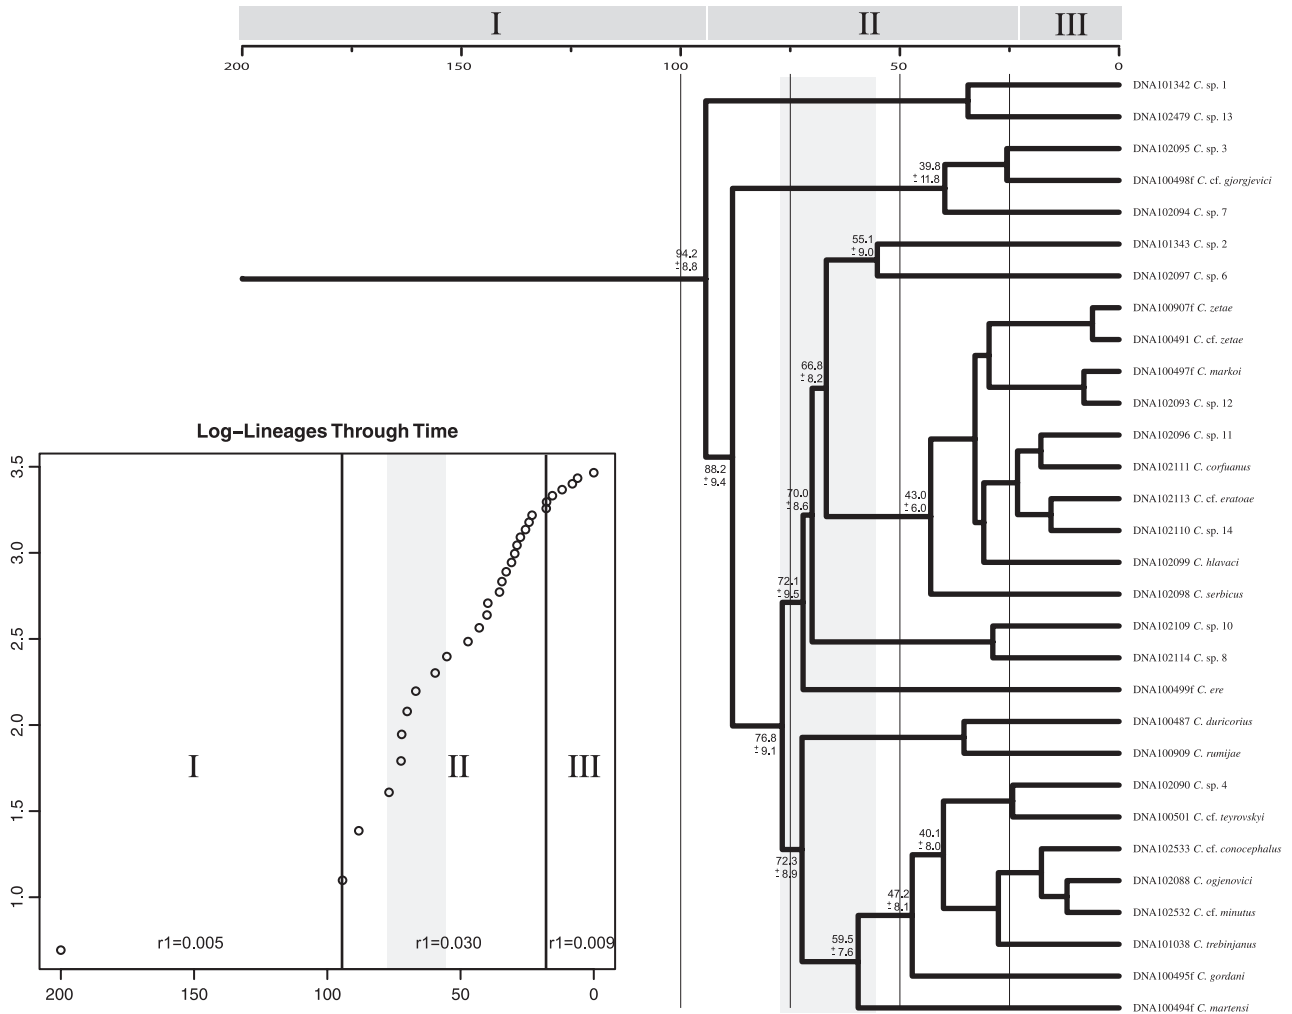 I II III
200 150 100 50 0
DNA101342 C. sp. 1
DNA102479 C. sp. 13
DNA102095 C. sp. 3
39.8
± 11.8
DNA100498f C. cf. gjorgjevici
DNA102094 C. sp. 7
55.1
± 9.0
DNA101343 C. sp. 2
94.2
± 8.8
DNA102097 C. sp. 6
DNA100907f C. zetae
DNA100491 C. cf. zetae
66.8
± 8.2
DNA100497f C. markoi
DNA102093 C. sp. 12
DNA102096 C. sp. 11
88.2
± 9.4
DNA102111 C. corfuanus
70.0
± 8.6
43.0
± 6.0
DNA102113 C. cf. eratoae
DNA102110 C. sp. 14
DNA102099 C. hlavaci
72.1
± 9.5
DNA102098 C. serbicus
DNA102109 C. sp. 10
DNA102114 C. sp. 8
DNA100499f C. ere
DNA100487 C. duricorius
76.8
± 9.1
DNA100909 C. rumijae
DNA102090 C. sp. 4
DNA100501 C. cf. teyrovskyi
40.1
± 8.0
DNA102533 C. cf. conocephalus
72.3
± 8.9
DNA102088 C. ogjenovici
47.2
± 8.1
DNA102532 C. cf. minutus
59.5
± 7.6
DNA101038 C. trebinjanus
DNA100495f C. gordani
DNA100494f C. martensi
Log–Lineages Through Time
3.5
3.0
2.5
2.0
1.5
1.0
I II III
r1=0.005 r1=0.030 r1=0.009
200 150 100 50 0